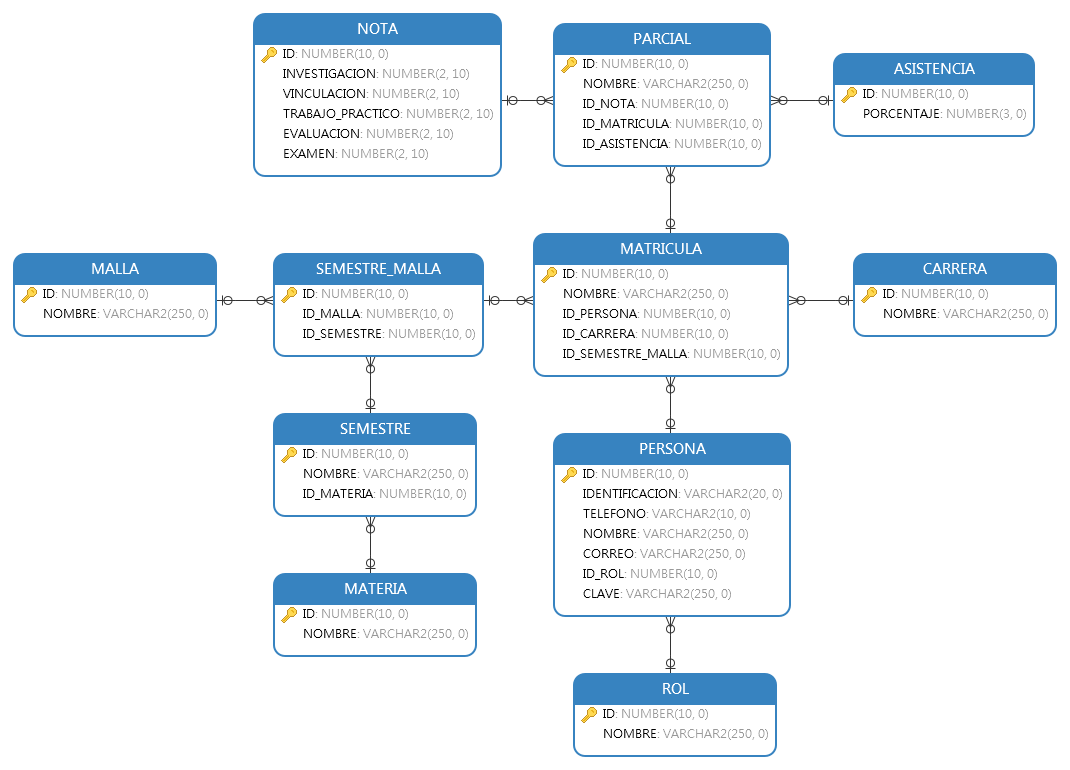 NOTA
ID: NUMBER(10, 0)
INVESTIGACION: NUMBER(2, 10)
VINCULACION: NUMBER(2, 10)
TRABAJO_PRACTICO: NUMBER(2, 10)
EVALUACION: NUMBER(2, 10)
EXAMEN: NUMBER(2, 10)
PARCIAL
ID: NUMBER(10, 0)
NOMBRE: VARCHAR2(250, 0)
ID_NOTA: NUMBER(10, 0)
ID_MATRICULA: NUMBER(10, 0)
ID_ASISTENCIA: NUMBER(10, 0)
ASISTENCIA
ID: NUMBER(10, 0)
PORCENTAJE: NUMBER(3, 0)
MALLA
ID: NUMBER(10, 0)
NOMBRE: VARCHAR2(250, 0)
SEMESTRE_MALLA
ID: NUMBER(10, 0)
ID_MALLA: NUMBER(10, 0)
ID_SEMESTRE: NUMBER(10, 0)
MATRICULA
ID: NUMBER(10, 0)
NOMBRE: VARCHAR2(250, 0)
ID_PERSONA: NUMBER(10, 0)
ID_CARRERA: NUMBER(10, 0)
ID_SEMESTRE_MALLA: NUMBER(10, 0)
CARRERA
ID: NUMBER(10, 0)
NOMBRE: VARCHAR2(250, 0)
SEMESTRE
ID: NUMBER(10, 0)
NOMBRE: VARCHAR2(250, 0)
ID_MATERIA: NUMBER(10, 0)
PERSONA
ID: NUMBER(10, 0)
IDENTIFICACION: VARCHAR2(20, 0)
TELEFONO: VARCHAR2(10, 0)
NOMBRE: VARCHAR2(250, 0)
CORREO: VARCHAR2(250, 0)
ID_ROL: NUMBER(10, 0)
CLAVE: VARCHAR2(250, 0)
MATERIA
ID: NUMBER(10, 0)
NOMBRE: VARCHAR2(250, 0)
ROL
ID: NUMBER(10, 0)
NOMBRE: VARCHAR2(250, 0)